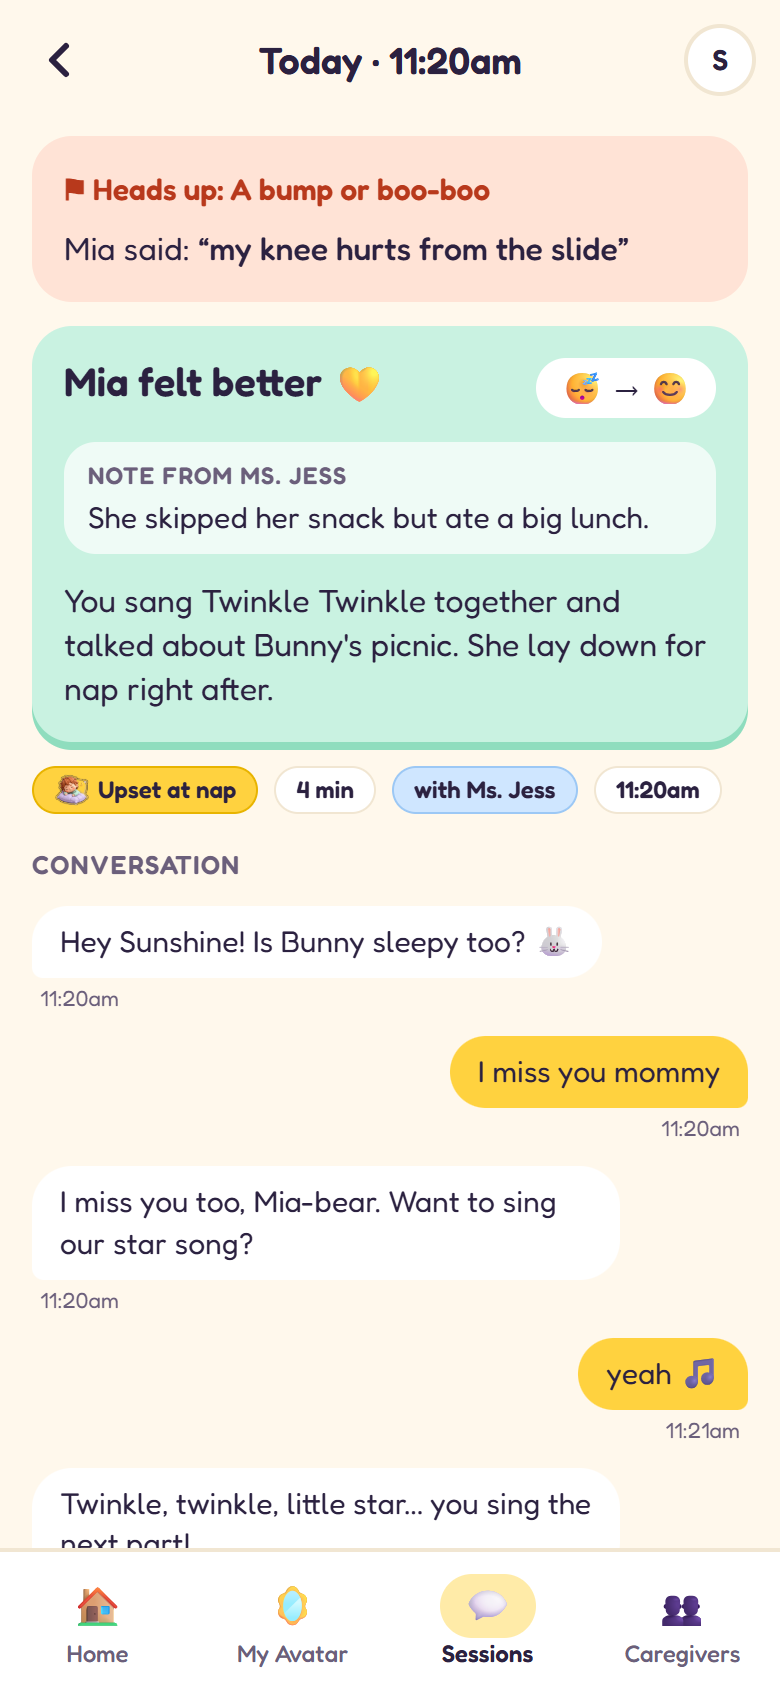 Today · 11:20am
S
Heads up: A bump or boo-boo
Mia said: “my knee hurts from the slide”
Mia felt better
→
NOTE FROM MS. JESS
She skipped her snack but ate a big lunch.
You sang Twinkle Twinkle together and
talked about Bunny's picnic. She lay down for
nap right after.
Upset at nap
4 min
with Ms. Jess
11:20am
CONVERSATION
Hey Sunshine! Is Bunny sleepy too?
11:20am
I miss you mommy
11:20am
I miss you too, Mia-bear. Want to sing
our star song?
11:20am
yeah
11:21am
Twinkle, twinkle, little star... you sing the
next part!
Home
My Avatar
Sessions
Caregivers